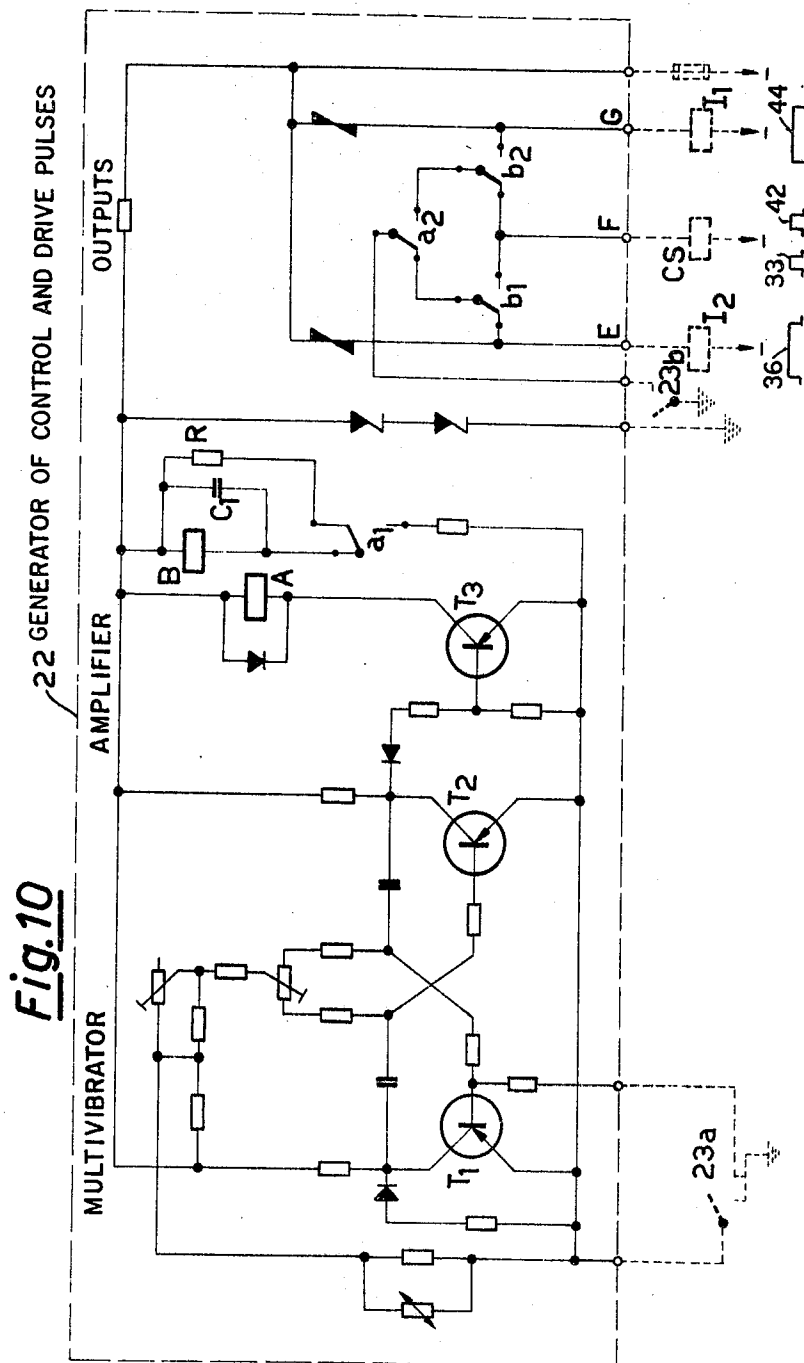 Fig.10
22 GENERATOR OF CONTROL AND DRIVE PULSES
MULTIVIBRATOR
AMPLIFIER
OUTPUTS
B
C1
R
A
a1
a2
b1
b2
T1
T2
T3
E
F
G
23a
23b
I2
CS
I1
36
33
42
44